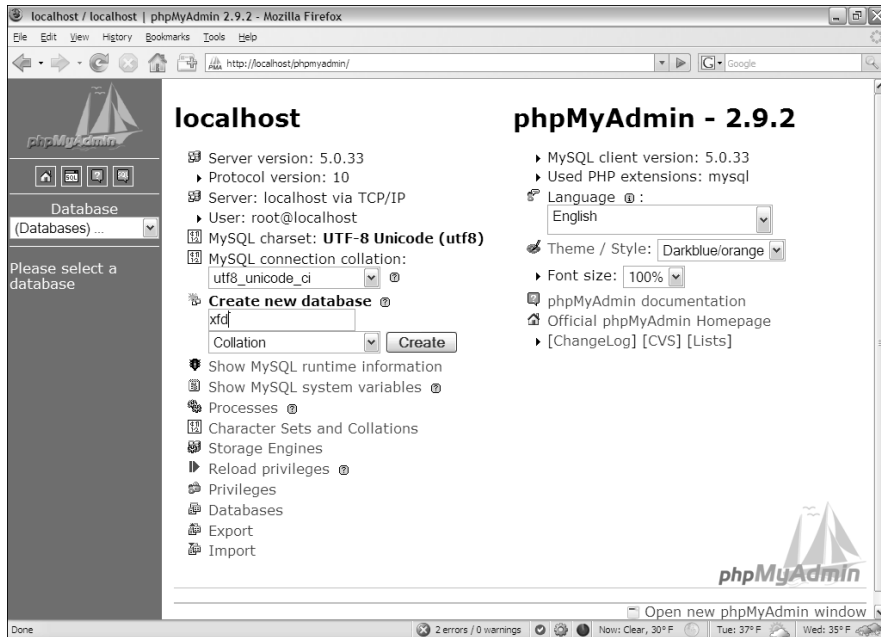 localhost / localhost | phpMyAdmin 2.9.2 - Mozilla Firefox
File Edit View History Bookmarks Tools Help
http://localhost/phpmyadmin/
Google
phpMyAdmin
Database
(Databases) ...
Please select a
database
localhost
Server version: 5.0.33
Protocol version: 10
Server: localhost via TCP/IP
User: root@localhost
MySQL charset: UTF-8 Unicode (utf8)
MySQL connection collation:
utf8_unicode_ci
Create new database
xfd
Collation
Create
Show MySQL runtime information
Show MySQL system variables
Processes
Character Sets and Collations
Storage Engines
Reload privileges
Privileges
Databases
Export
Import
phpMyAdmin - 2.9.2
MySQL client version: 5.0.33
Used PHP extensions: mysql
Language :
English
Theme / Style: Darkblue/orange
Font size: 100%
phpMyAdmin documentation
Official phpMyAdmin Homepage
[ChangeLog] [CVS] [Lists]
phpMyAdmin
Open new phpMyAdmin window
Done
2 errors / 0 warnings
Now: Clear, 30° F
Tue: 37° F
Wed: 35° F